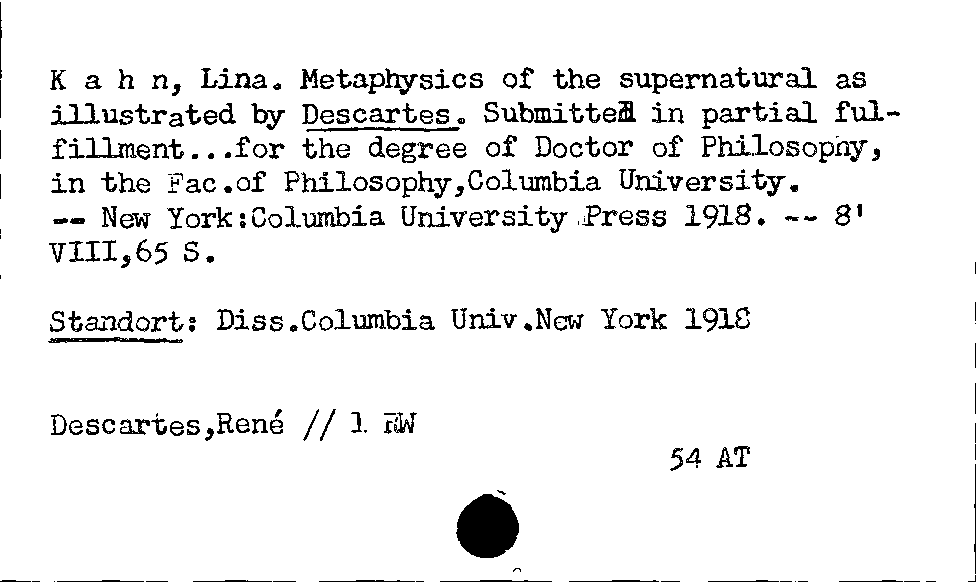 K a h n, Lina. Metaphysics of the supernatural as
illustrated by Descartes. Submitted in partial ful-
fillment...for the degree of Doctor of Philosophy,
in the Fac.of Philosophy,Columbia University.
-- New York:Columbia University Press 1918. -- 8'
VIII,65 S.
Standort: Diss.Columbia Univ.New York 1918
Descartes,René // 1 RW
54 AT